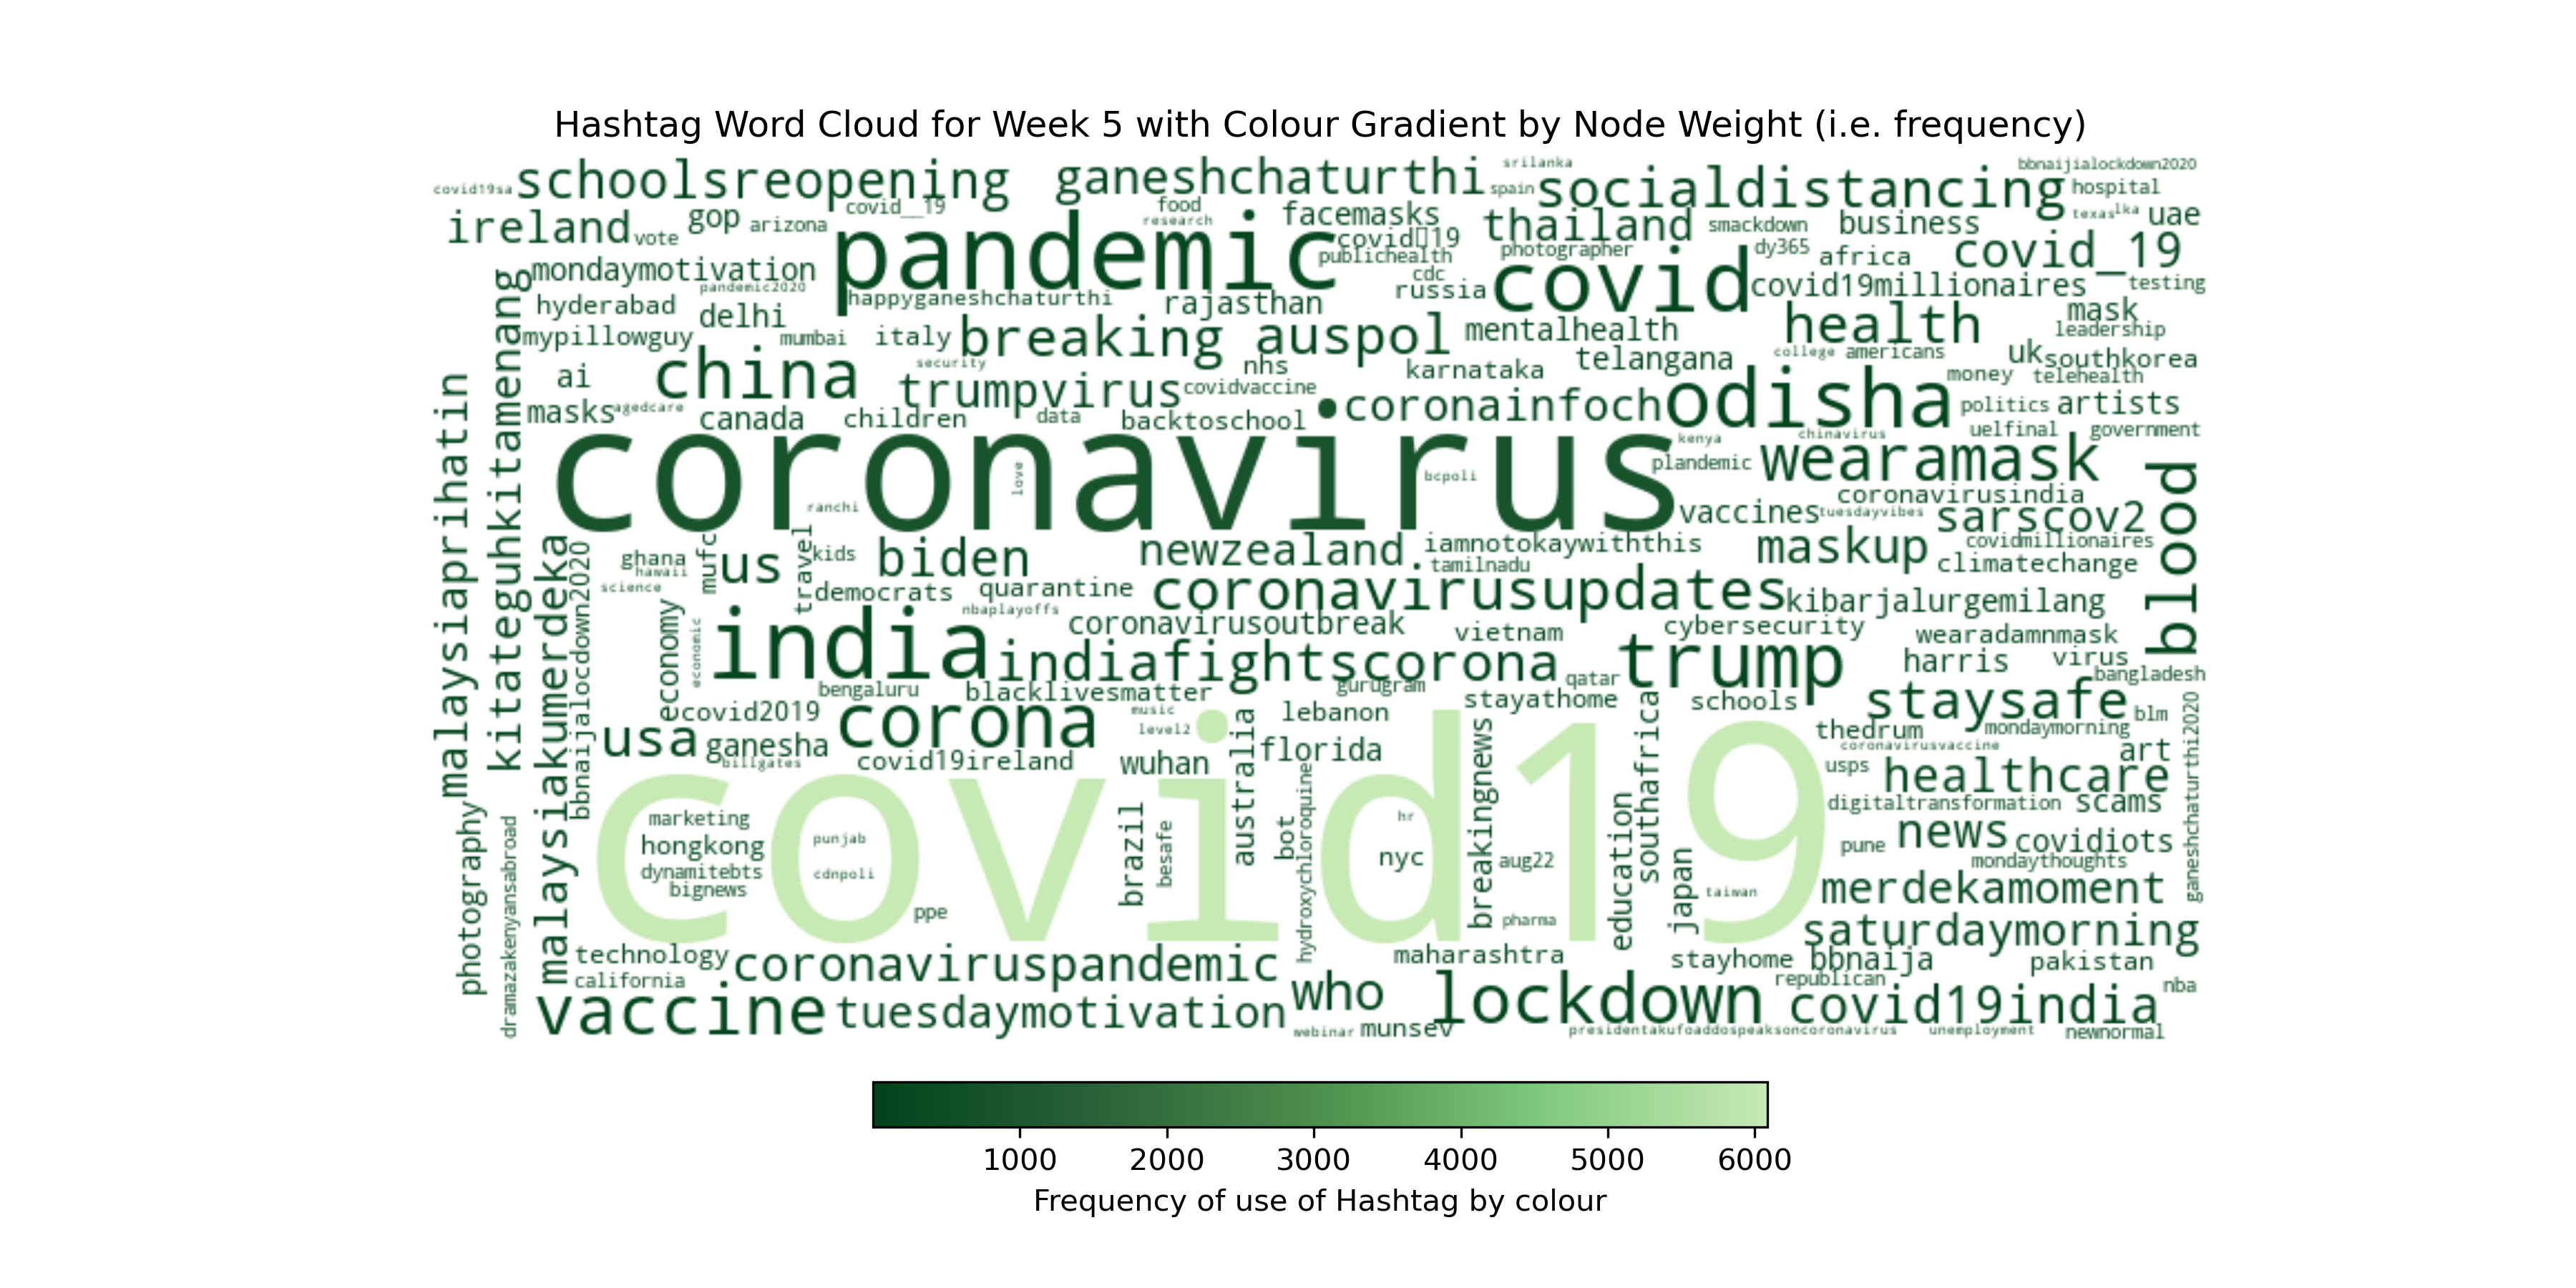 Hashtag Word Cloud for Week 5 with Colour Gradient by Node Weight (i.e. frequency)
covid19sa schoolsreopening ganeshchaturthi srilanka spain socialdistancing bbnaijialockdown2020 hospital
ireland vote gop arizona covid__19 food research facemasks thailand smackdown business texas lka uae
pandemic covid▯19 publichealth photographer dy365 africa covid_19
mondaymotivation pandemic2020 cdc russia covid covid19millionaires testing
hyderabad delhi happyganeshchaturthi rajasthan mask
mypillowguy mumbai italy breaking auspol mentalhealth health leadership
ai china security nhs karnataka telangana college americans uk southkorea
trumpvirus covidvaccine odisha money telehealth
masks agedcare canada children data backtoschool coronainfoch politics artists
coronavirus kenya chinavirus uelfinal government
love bcpoli plandemic wearamask
ranchi coronavirusindia
vaccines tuesdayvibes sarscov2 blood
malaysiaprihatin
kitateguhkitamenang
malaysiakumerdeka
bbnaijalocdown2020
ghana hawaii mufc us travel kids biden newzealand iamnotokaywiththis maskup covidmillionaires
science democrats quarantine tamilnadu climatechange
nbaplayoffs coronavirusupdates kibarjalurgemilang
economy economic india coronavirusoutbreak vietnam cybersecurity wearadamnmask
indiafightscorona trump harris virus
bengaluru blacklivesmatter gurugram qatar stayathome schools bangladesh
covid2019 corona music lebanon staysafe blm
usa ganesha level2 australia florida southafrica thedrum mondaymorning
billgates covid19ireland wuhan breakingnews coronavirusvaccine art ganeshchaturthi2020
covid19 usps healthcare
marketing brazil besafe bot hydroxychloroquine hr education digitaltransformation scams
hongkong punjab nyc aug22 japan pune news covidiots
dynamitebts cdnpoli mondaythoughts
bignews taiwan merdekamoment
photography dramazakenyansabroad ppe pharma saturdaymorning
technology coronaviruspandemic maharashtra stayhome bbnaija pakistan
california republican nba
vaccine tuesdaymotivation who lockdown covid19india
webinar munsev presidentakufoaddospeaksoncoronavirus unemployment newnormal
1000 2000 3000 4000 5000 6000
Frequency of use of Hashtag by colour